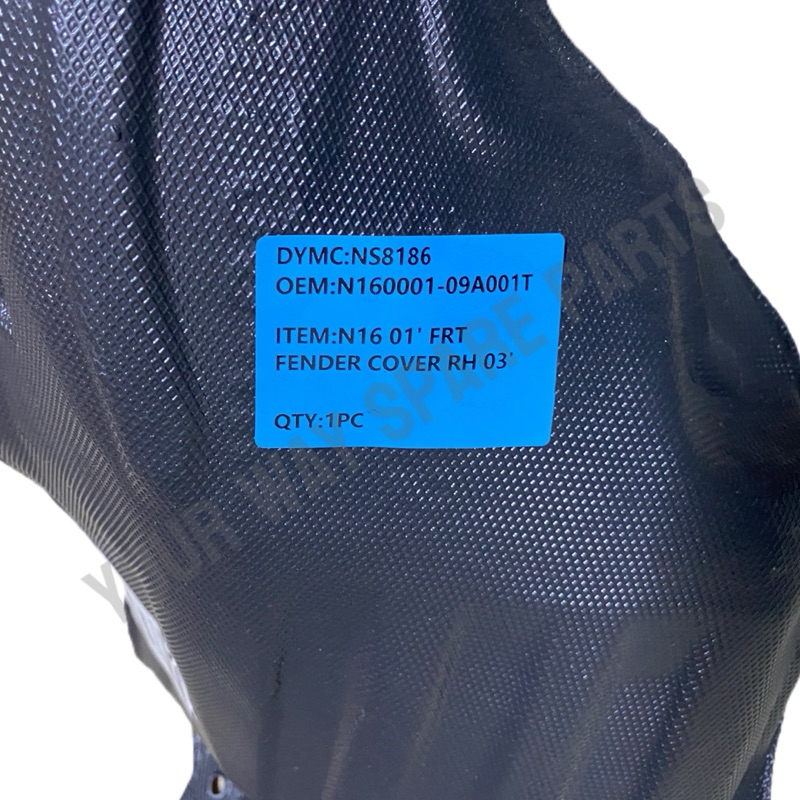 DYMC:NS8186
OEM:N160001-09A001T
ITEM:N16 01' FRT
FENDER COVER RH 03'
QTY:1PC
YOUR WAY SPARE PARTS